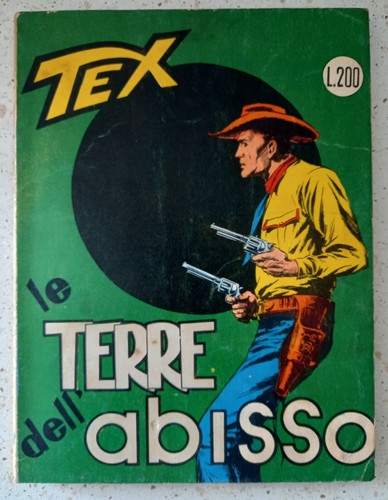 TEX
L.200
le
TERRE
dell'
abisso